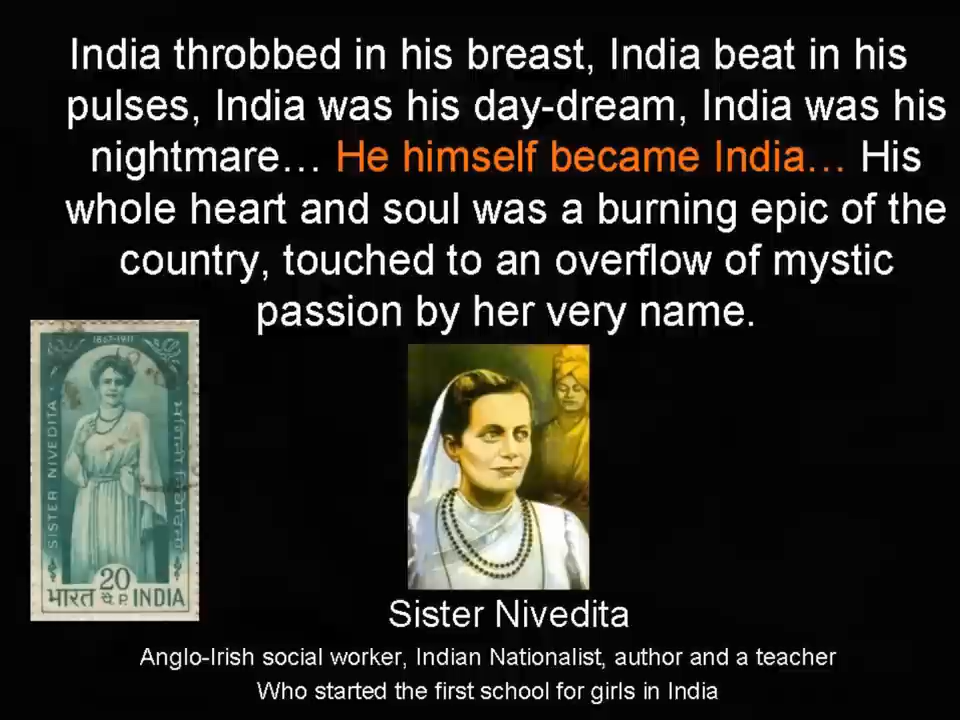 India throbbed in his breast, India beat in his
pulses, India was his day-dream, India was his
nightmare… He himself became India… His
whole heart and soul was a burning epic of the
country, touched to an overflow of mystic
passion by her very name.
1867-1911
SISTER NIVEDITA
भगिनी निवेदिता
20
भारत पै. P. INDIA
Sister Nivedita
Anglo-Irish social worker, Indian Nationalist, author and a teacher
Who started the first school for girls in India